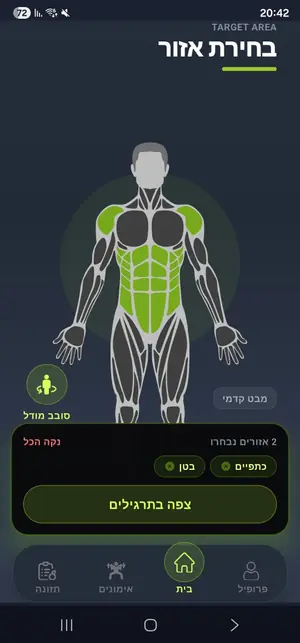 72
20:42
TARGET AREA
בחירת אזור
סובב מודל
מבט קדמי
2 אזורים נבחרו
נקה הכל
כתפיים
בטן
צפה בתרגילים
פרופיל
בית
אימונים
תזונה